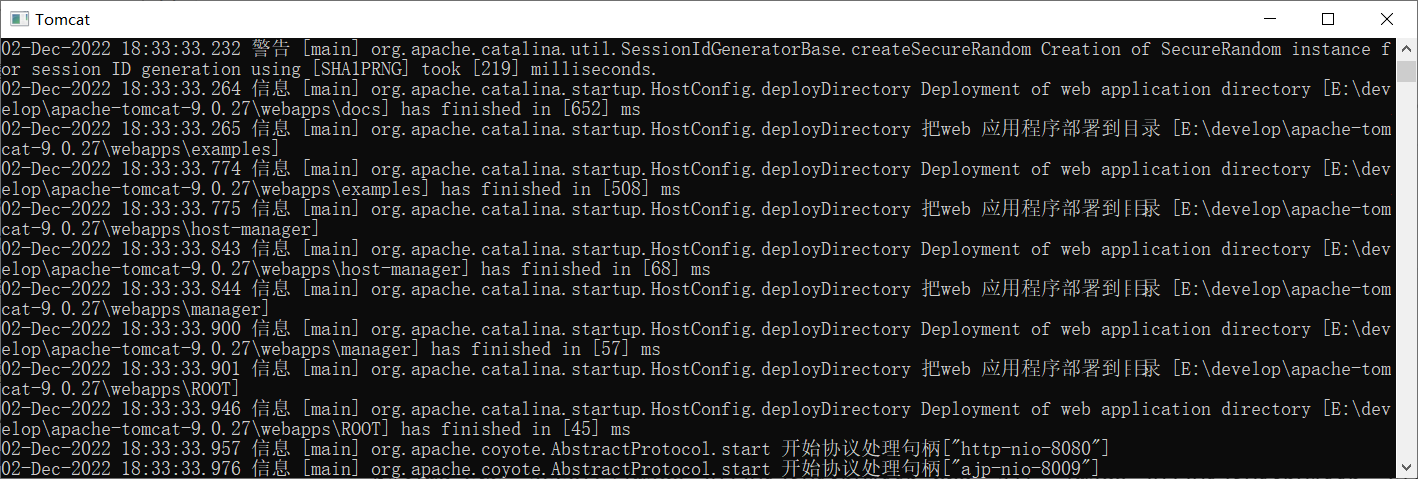 Tomcat
02-Dec-2022 18:33:33.232 警告 [main] org.apache.catalina.util.SessionIdGeneratorBase.createSecureRandom Creation of SecureRandom instance f
or session ID generation using [SHA1PRNG] took [219] milliseconds.
02-Dec-2022 18:33:33.264 信息 [main] org.apache.catalina.startup.HostConfig.deployDirectory Deployment of web application directory [E:\dev
elop\apache-tomcat-9.0.27\webapps\docs] has finished in [652] ms
02-Dec-2022 18:33:33.265 信息 [main] org.apache.catalina.startup.HostConfig.deployDirectory 把web 应用程序部署到目录 [E:\develop\apache-tom
cat-9.0.27\webapps\examples]
02-Dec-2022 18:33:33.774 信息 [main] org.apache.catalina.startup.HostConfig.deployDirectory Deployment of web application directory [E:\dev
elop\apache-tomcat-9.0.27\webapps\examples] has finished in [508] ms
02-Dec-2022 18:33:33.775 信息 [main] org.apache.catalina.startup.HostConfig.deployDirectory 把web 应用程序部署到目录 [E:\develop\apache-tom
cat-9.0.27\webapps\host-manager]
02-Dec-2022 18:33:33.843 信息 [main] org.apache.catalina.startup.HostConfig.deployDirectory Deployment of web application directory [E:\dev
elop\apache-tomcat-9.0.27\webapps\host-manager] has finished in [68] ms
02-Dec-2022 18:33:33.844 信息 [main] org.apache.catalina.startup.HostConfig.deployDirectory 把web 应用程序部署到目录 [E:\develop\apache-tom
cat-9.0.27\webapps\manager]
02-Dec-2022 18:33:33.900 信息 [main] org.apache.catalina.startup.HostConfig.deployDirectory Deployment of web application directory [E:\dev
elop\apache-tomcat-9.0.27\webapps\manager] has finished in [57] ms
02-Dec-2022 18:33:33.901 信息 [main] org.apache.catalina.startup.HostConfig.deployDirectory 把web 应用程序部署到目录 [E:\develop\apache-tom
cat-9.0.27\webapps\ROOT]
02-Dec-2022 18:33:33.946 信息 [main] org.apache.catalina.startup.HostConfig.deployDirectory Deployment of web application directory [E:\dev
elop\apache-tomcat-9.0.27\webapps\ROOT] has finished in [45] ms
02-Dec-2022 18:33:33.957 信息 [main] org.apache.coyote.AbstractProtocol.start 开始协议处理句柄["http-nio-8080"]
02-Dec-2022 18:33:33.976 信息 [main] org.apache.coyote.AbstractProtocol.start 开始协议处理句柄["ajp-nio-8009"]